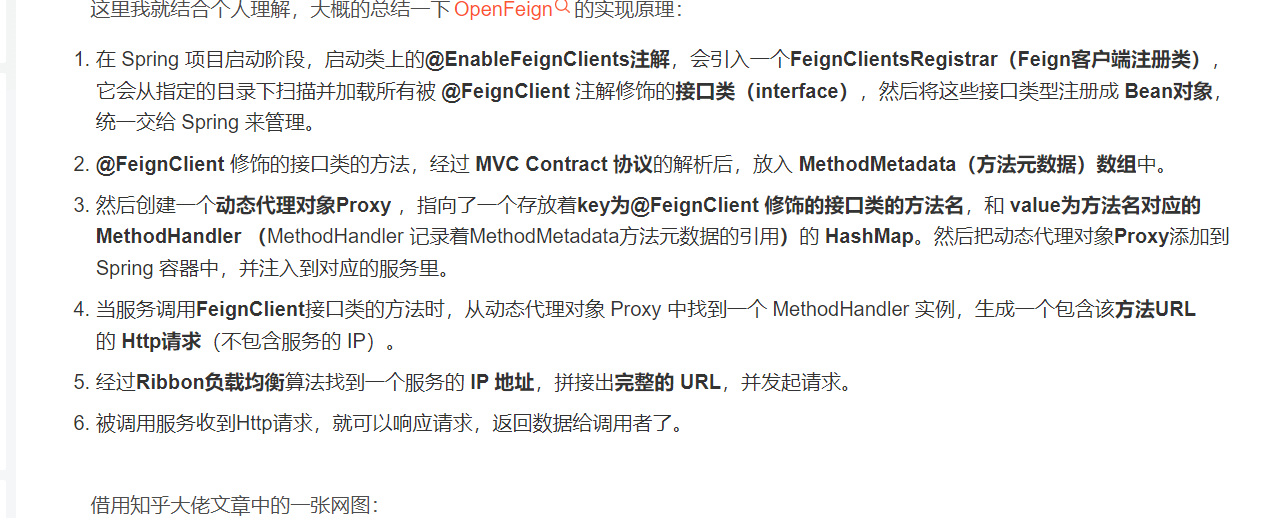 这里我就结合个人理解，大概的总结一下 OpenFeign 的实现原理：
1. 在 Spring 项目启动阶段，启动类上的@EnableFeignClients注解，会引入一个FeignClientsRegistrar（Feign客户端注册类），
它会从指定的目录下扫描并加载所有被 @FeignClient 注解修饰的接口类（interface），然后将这些接口类型注册成 Bean对象，
统一交给 Spring 来管理。
2. @FeignClient 修饰的接口类的方法，经过 MVC Contract 协议的解析后，放入 MethodMetadata（方法元数据）数组中。
3. 然后创建一个动态代理对象Proxy ，指向了一个存放着key为@FeignClient 修饰的接口类的方法名，和 value为方法名对应的
MethodHandler （MethodHandler 记录着MethodMetadata方法元数据的引用）的 HashMap。然后把动态代理对象Proxy添加到
Spring 容器中，并注入到对应的服务里。
4. 当服务调用FeignClient接口类的方法时，从动态代理对象 Proxy 中找到一个 MethodHandler 实例，生成一个包含该方法URL
的 Http请求（不包含服务的 IP）。
5. 经过Ribbon负载均衡算法找到一个服务的 IP 地址，拼接出完整的 URL，并发起请求。
6. 被调用服务收到Http请求，就可以响应请求，返回数据给调用者了。
借用知乎大佬文章中的一张网图：